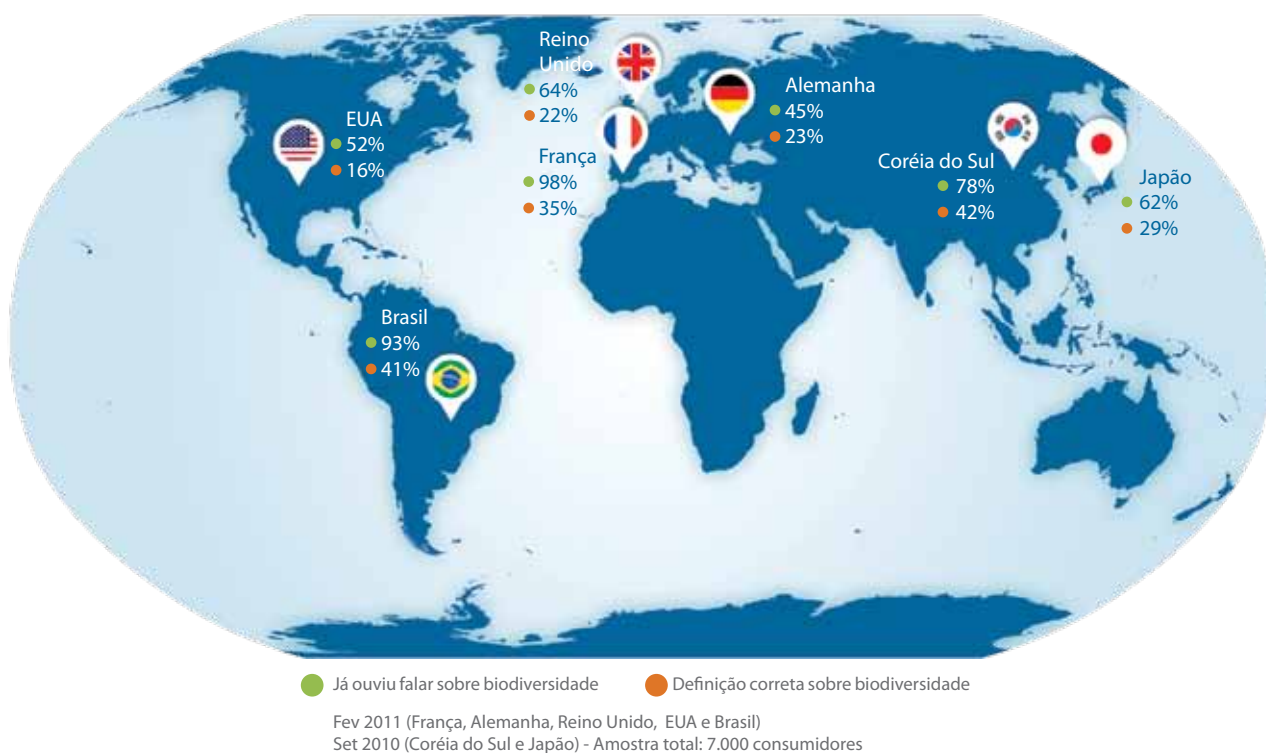 Reino
Unido
64%
22%
Alemanha
45%
23%
EUA
52%
16%
França
98%
35%
Coréia do Sul
78%
42%
Japão
62%
29%
Brasil
93%
41%
Já ouviu falar sobre biodiversidade
Definição correta sobre biodiversidade
Fev 2011 (França, Alemanha, Reino Unido, EUA e Brasil)
Set 2010 (Coréia do Sul e Japão) - Amostra total: 7.000 consumidores